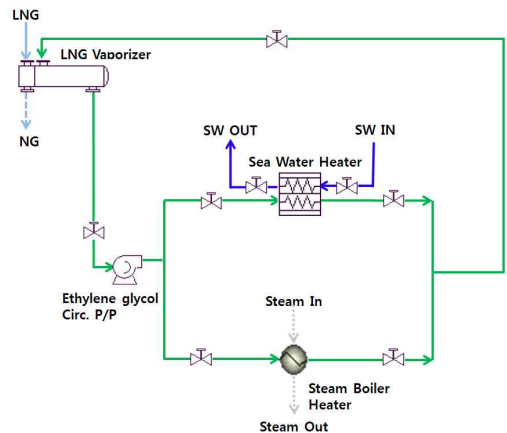 LNG
LNG Vaporizer
NG
SW OUT
SW IN
Sea Water Heater
Ethylene glycol
Circ. P/P
Steam In
Steam Boiler
Heater
Steam Out